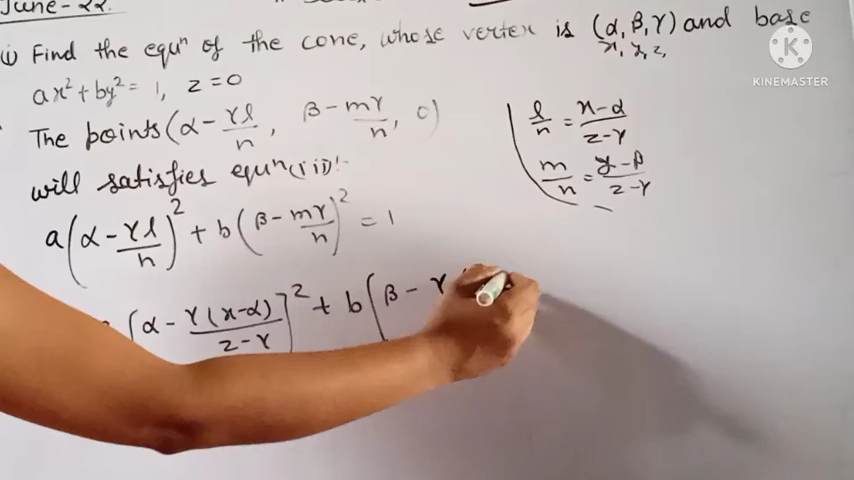 June-22.
(i) Find the equⁿ of the cone, whose vertex is (α, β, γ) and base
x, y, z,
ax² + by² = 1, z = 0
The points (α - γl/n, β - mγ/n, 0)
will satisfies equⁿ(iii):-
a(α - γl/n)² + b(β - mγ/n)² = 1
(α - γ(x-α)/z-γ)² + b(β - γ
l/n = x-α/z-γ
m/n = y-β/z-γ
KINEMASTER